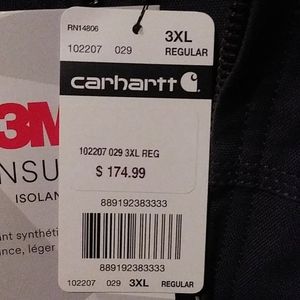 RN14806
3XL
102207 029 REGULAR
carhartt
3M
NSU
ISOLAN
ant synthéti
ance, léger
102207 029 3XL REG
$ 174.99
889192383333
889192383333
102207 029 3XL REGULAR